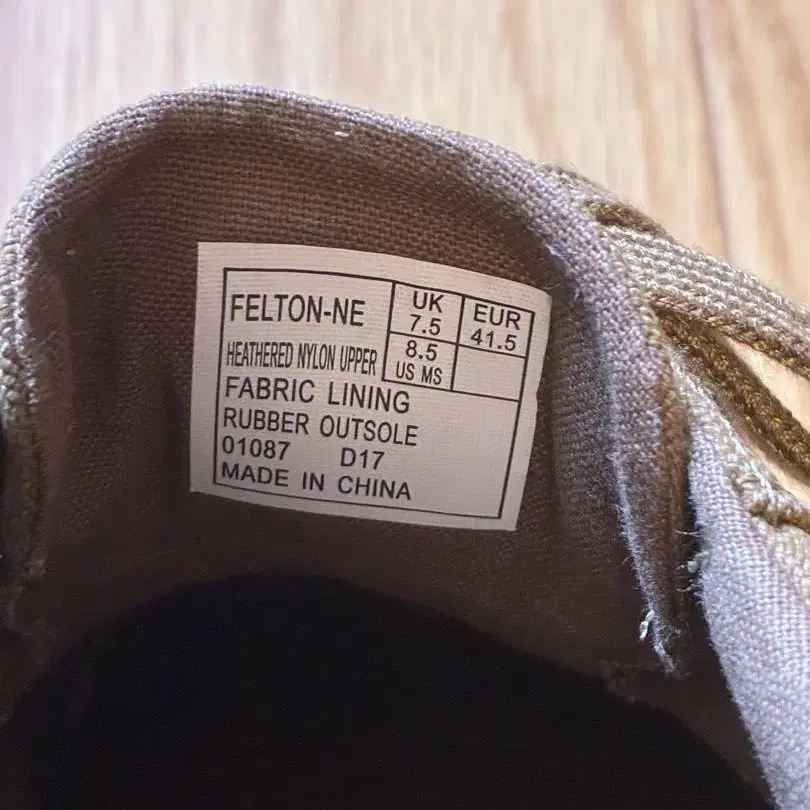 FELTON-NE
UK
7.5
EUR
41.5
8.5
US MS
HEATHERED NYLON UPPER
FABRIC LINING
RUBBER OUTSOLE
01087 D17
MADE IN CHINA